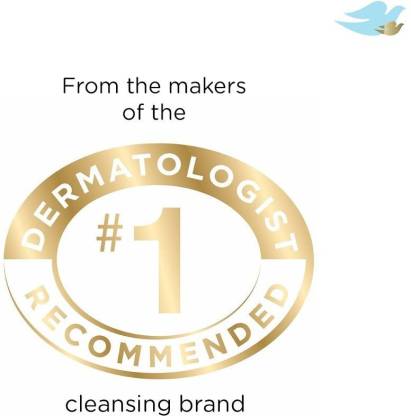 From the makers
of the
DERMATOLOGIST
#1
RECOMMENDED
cleansing brand